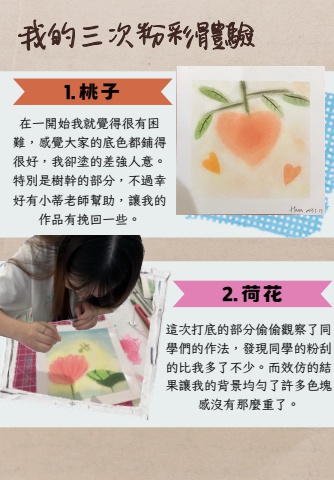 我的三次粉彩體驗
1.桃子
在一開始我就覺得很有困
難，感覺大家的底色都鋪得
很好，我卻塗的差強人意。
特別是樹幹的部分，不過幸
好有小蒂老師幫助，讓我的
作品有挽回一些。
2.荷花
這次打底的部分偷偷觀察了同
學們的作法，發現同學的粉刮
的比我多了不少。而效仿的結
果讓我的背景均勻了許多色塊
感沒有那麼重了。